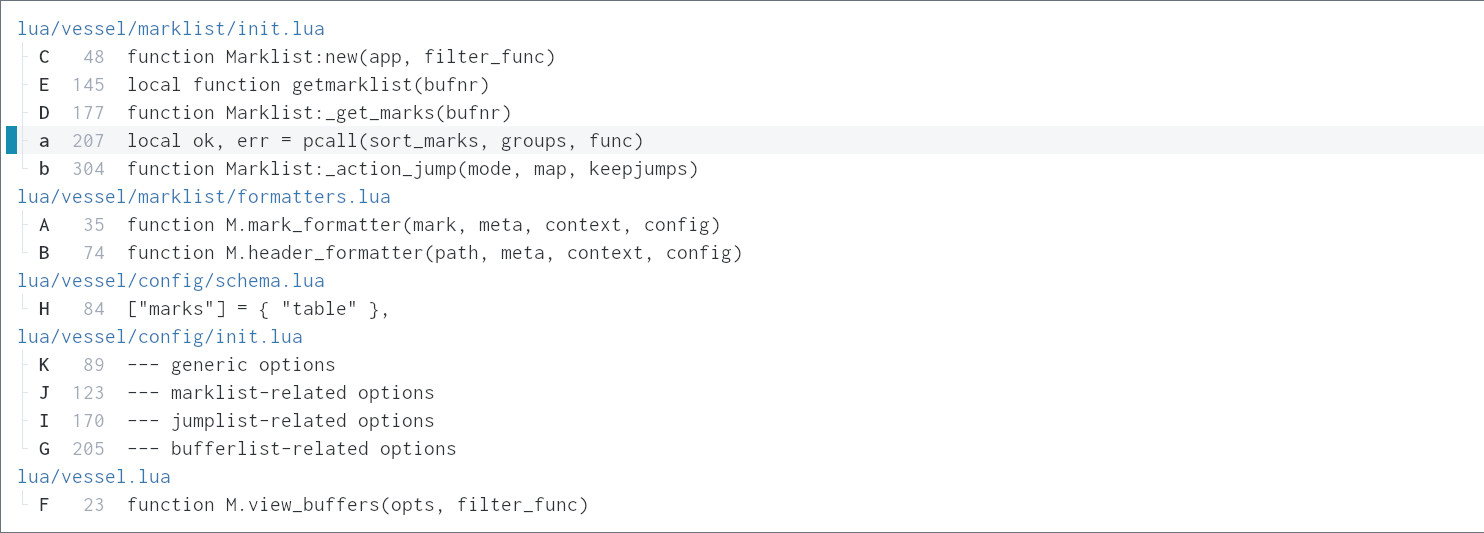 lua/vessel/marklist/init.lua
C 48 function Marklist:new(app, filter_func)
E 145 local function getmarklist(bufnr)
D 177 function Marklist:_get_marks(bufnr)
a 207 local ok, err = pcall(sort_marks, groups, func)
b 304 function Marklist:_action_jump(mode, map, keepjumps)
lua/vessel/marklist/formatters.lua
A 35 function M.mark_formatter(mark, meta, context, config)
B 74 function M.header_formatter(path, meta, context, config)
lua/vessel/config/schema.lua
H 84 ["marks"] = { "table" },
lua/vessel/config/init.lua
K 89 --- generic options
J 123 --- marklist-related options
I 170 --- jumplist-related options
G 205 --- bufferlist-related options
lua/vessel.lua
F 23 function M.view_buffers(opts, filter_func)